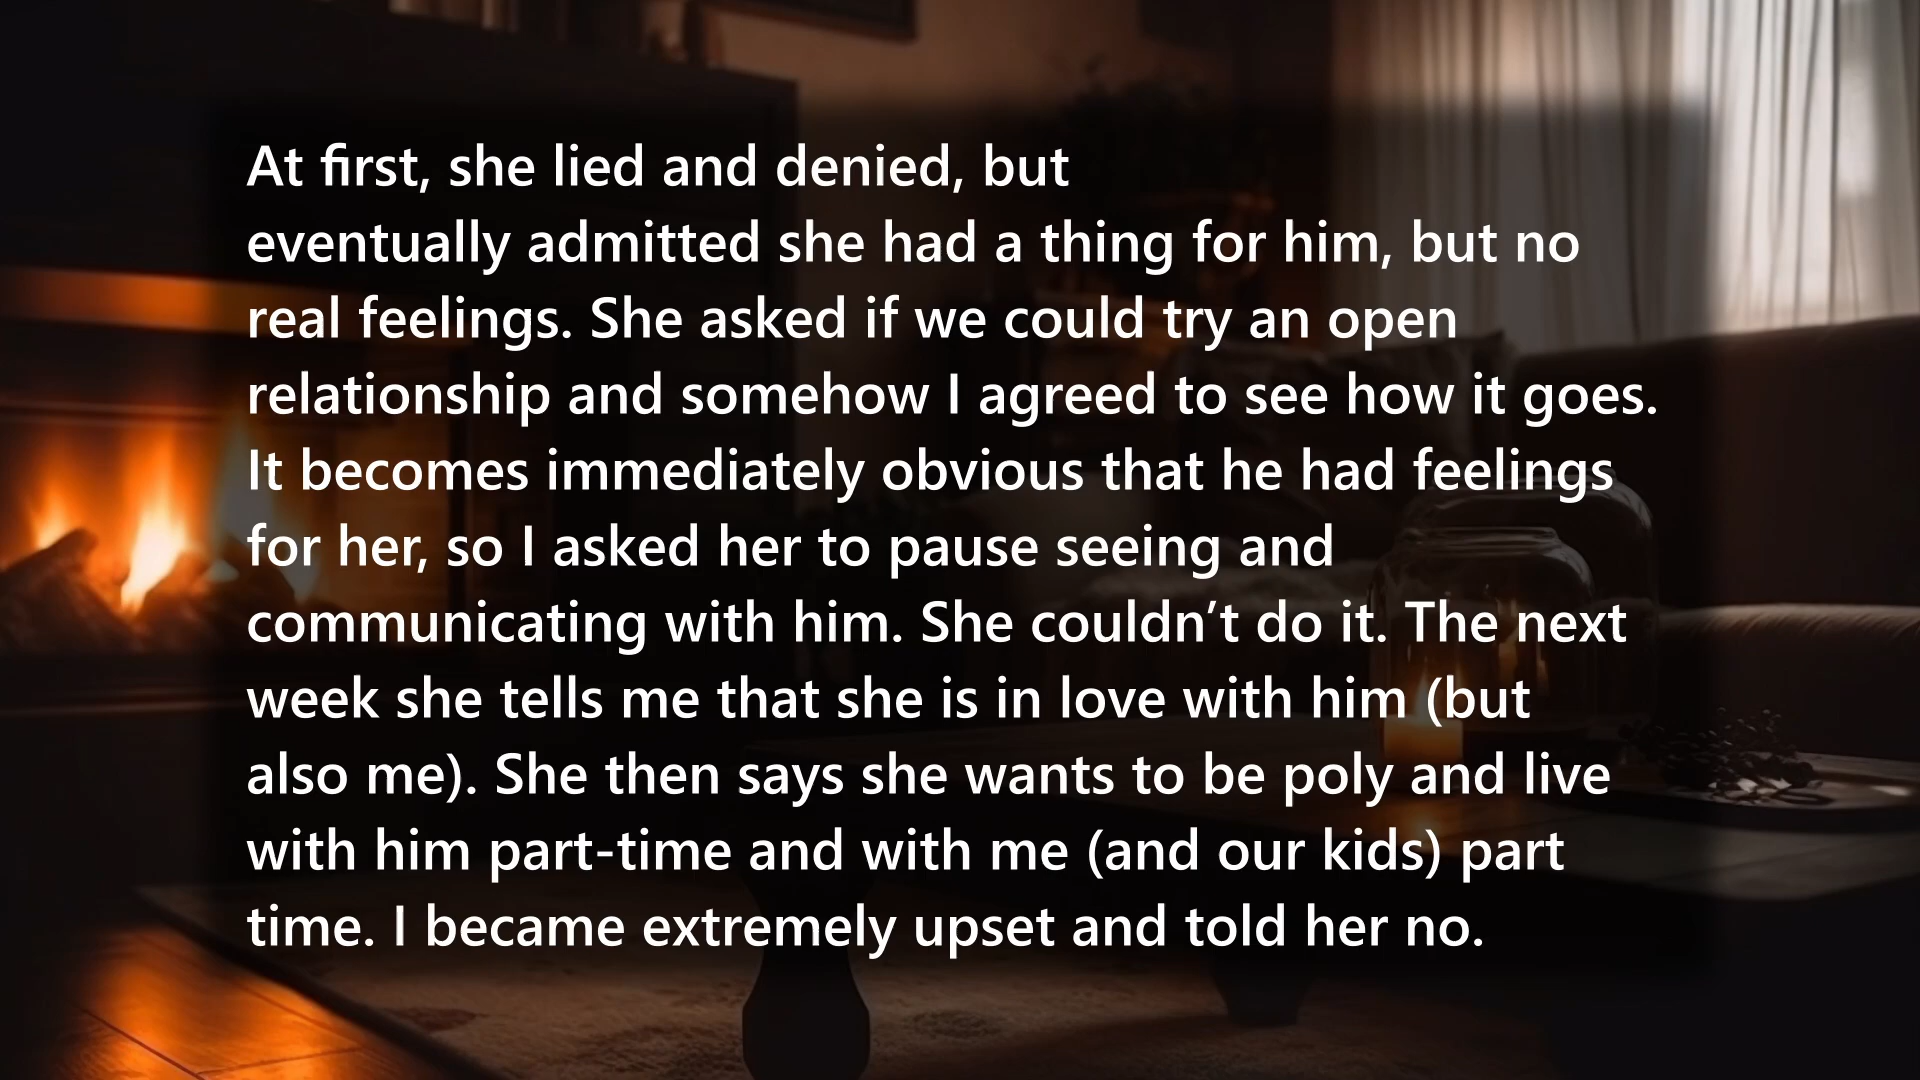 At first, she lied and denied, but
eventually admitted she had a thing for him, but no
real feelings. She asked if we could try an open
relationship and somehow I agreed to see how it goes.
It becomes immediately obvious that he had feelings
for her, so I asked her to pause seeing and
communicating with him. She couldn’t do it. The next
week she tells me that she is in love with him (but
also me). She then says she wants to be poly and live
with him part-time and with me (and our kids) part
time. I became extremely upset and told her no.